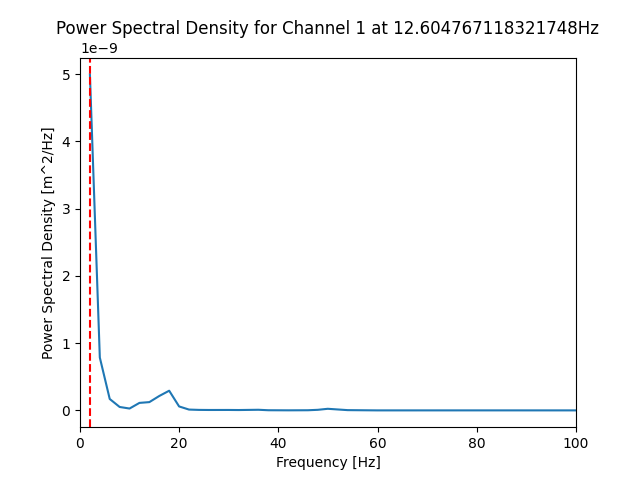 Power Spectral Density for Channel 1 at 12.604767118321748Hz
1e−9
5
4
3
2
1
0
Power Spectral Density [m^2/Hz]
0 20 40 60 80 100
Frequency [Hz]